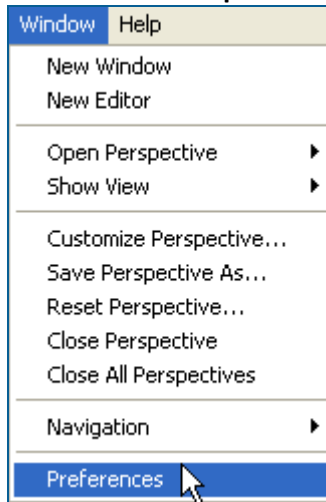 Window Help
New Window
New Editor
Open Perspective
Show View
Customize Perspective...
Save Perspective As...
Reset Perspective...
Close Perspective
Close All Perspectives
Navigation
Preferences